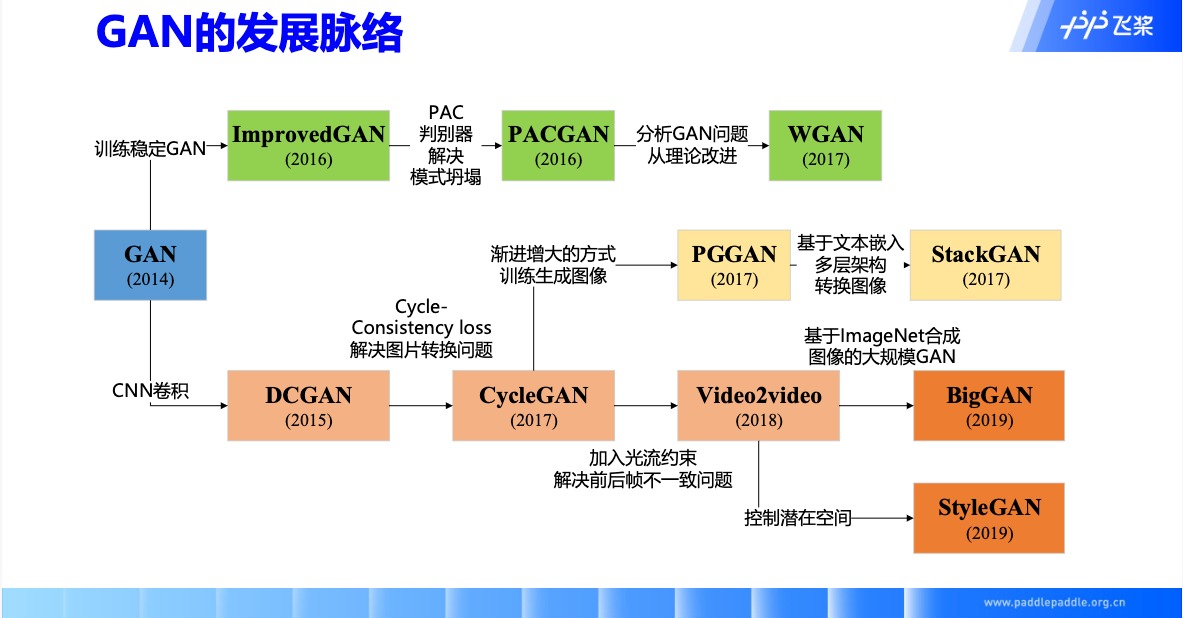 GAN的发展脉络
飞桨
训练稳定GAN
ImprovedGAN
(2016)
PAC
判别器
解决
模式坍塌
PACGAN
(2016)
分析GAN问题
从理论改进
WGAN
(2017)
GAN
(2014)
渐进增大的方式
训练生成图像
PGGAN
(2017)
基于文本嵌入
多层架构
转换图像
StackGAN
(2017)
Cycle-
Consistency loss
解决图片转换问题
基于ImageNet合成
图像的大规模GAN
CNN卷积
DCGAN
(2015)
CycleGAN
(2017)
Video2video
(2018)
BigGAN
(2019)
加入光流约束
解决前后帧不一致问题
控制潜在空间
StyleGAN
(2019)
www.paddlepaddle.org.cn